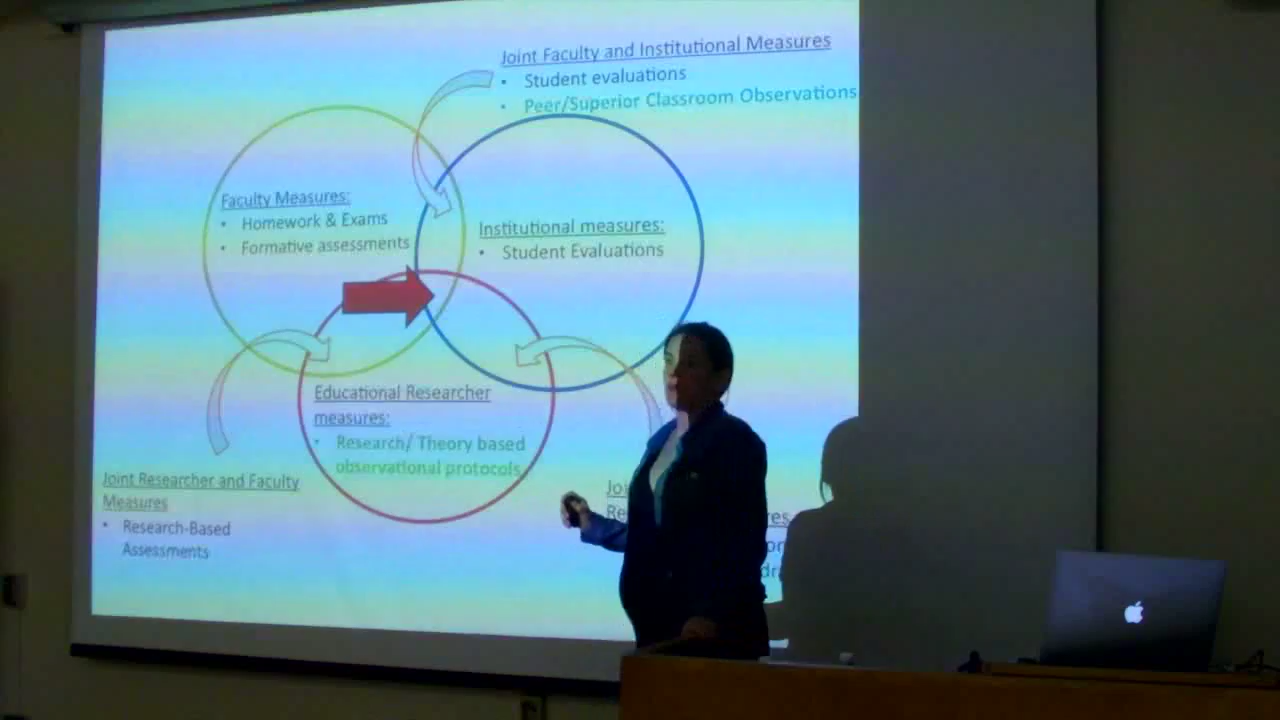 Joint Faculty and Institutional Measures
• Student evaluations
• Peer/Superior Classroom Observations
Faculty Measures:
• Homework & Exams
• Formative assessments
Institutional measures:
• Student Evaluations
Educational Researcher
measures:
• Research/ Theory based
observational protocols
Joint Researcher and Faculty
Measures
• Research-Based
Assessments